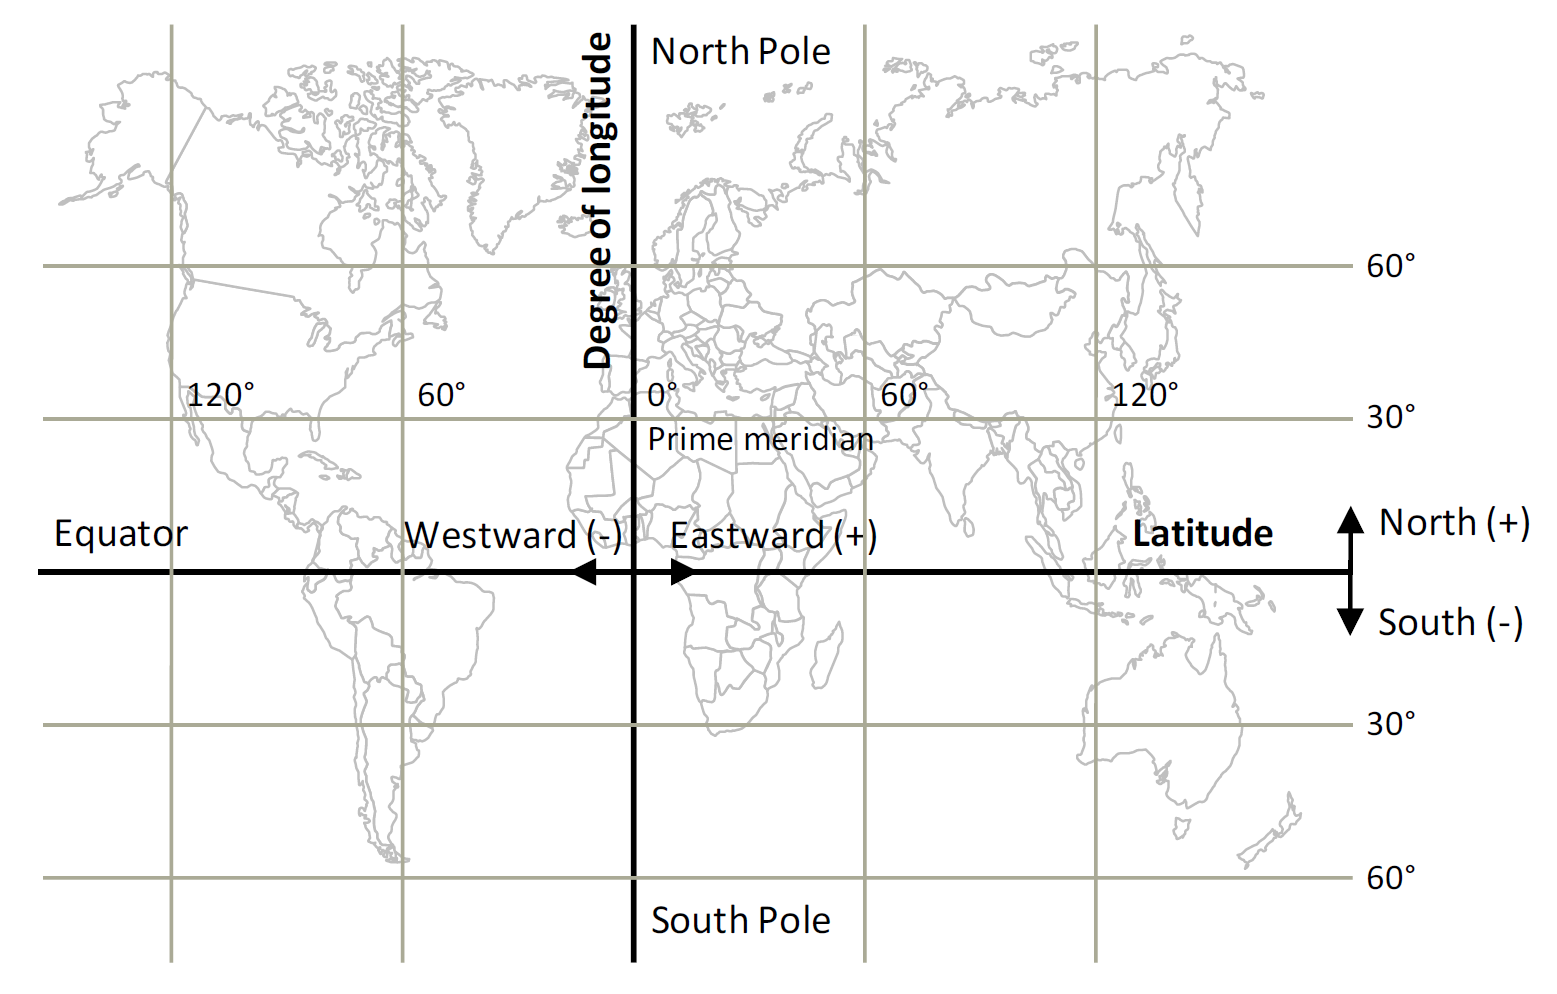 North Pole
Degree of longitude
60°
120°
60°
0°
60°
120°
30°
Prime meridian
Equator
Westward (-)
Eastward (+)
Latitude
North (+)
South (-)
30°
60°
South Pole